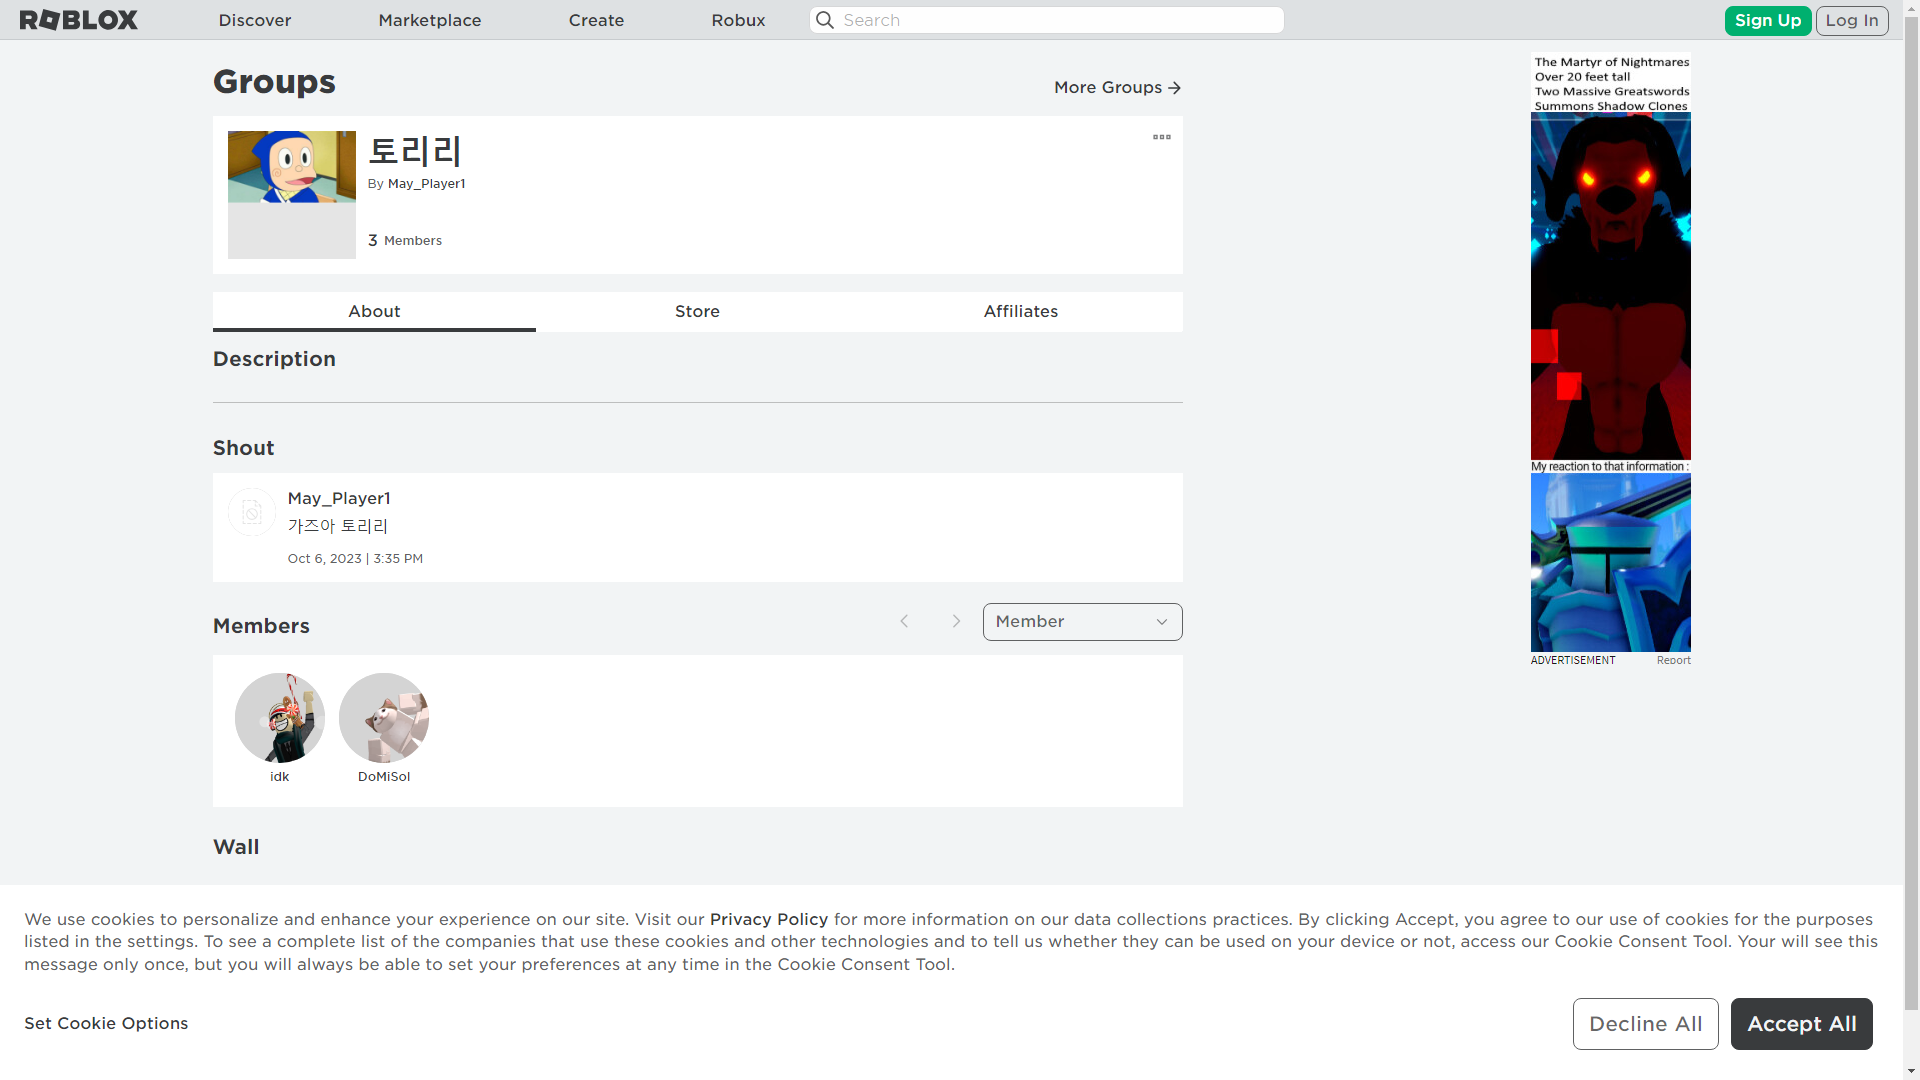 ROBLOX
Discover
Marketplace
Create
Robux
Search
Sign Up
Log In
Groups
More Groups
토리리
By May_Player1
3 Members
About
Store
Affiliates
Description
Shout
May_Player1
가즈아 토리리
Oct 6, 2023 | 3:35 PM
Members
Member
idk
DoMiSol
Wall
The Martyr of Nightmares
Over 20 feet tall
Two Massive Greatswords
Summons Shadow Clones
My reaction to that information :
ADVERTISEMENT
Report
We use cookies to personalize and enhance your experience on our site. Visit our Privacy Policy for more information on our data collections practices. By clicking Accept, you agree to our use of cookies for the purposes
listed in the settings. To see a complete list of the companies that use these cookies and other technologies and to tell us whether they can be used on your device or not, access our Cookie Consent Tool. Your will see this
message only once, but you will always be able to set your preferences at any time in the Cookie Consent Tool.
Set Cookie Options
Decline All
Accept All